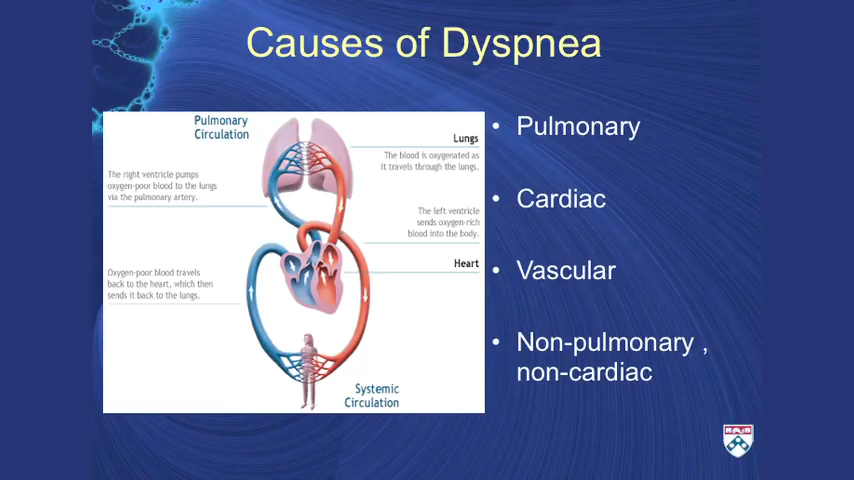 Causes of Dyspnea
Pulmonary
Circulation
Lungs
The blood is oxygenated as
it travels through the lungs.
The right ventricle pumps
oxygen-poor blood to the lungs
via the pulmonary artery.
The left ventricle
sends oxygen-rich
blood into the body.
Heart
Oxygen-poor blood travels
back to the heart, which then
sends it back to the lungs.
Systemic
Circulation
• Pulmonary
• Cardiac
• Vascular
• Non-pulmonary ,
non-cardiac